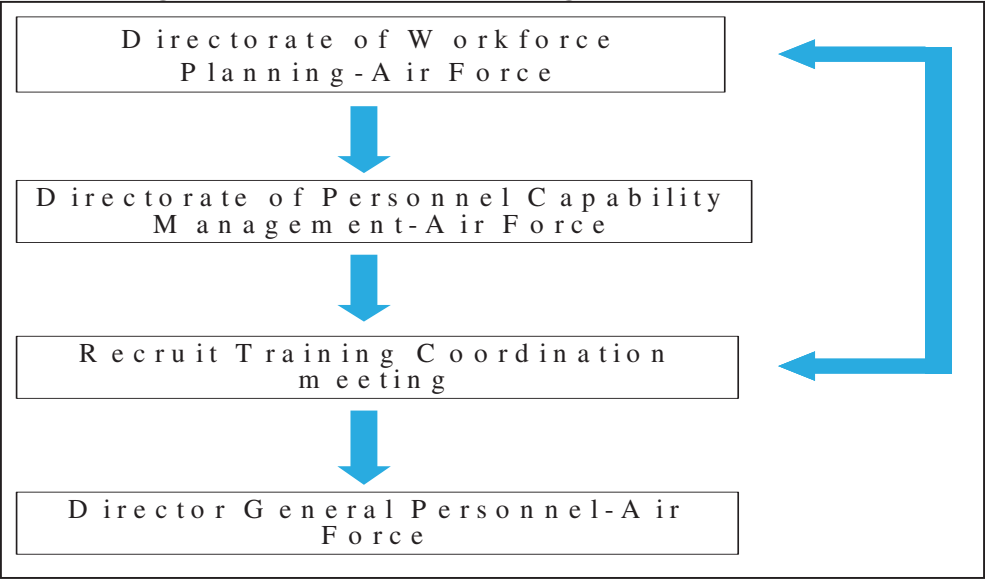 Directorate of Workforce
Planning-Air Force
Directorate of Personnel Capability
Management-Air Force
Recruit Training Coordination
meeting
Director General Personnel-Air
Force